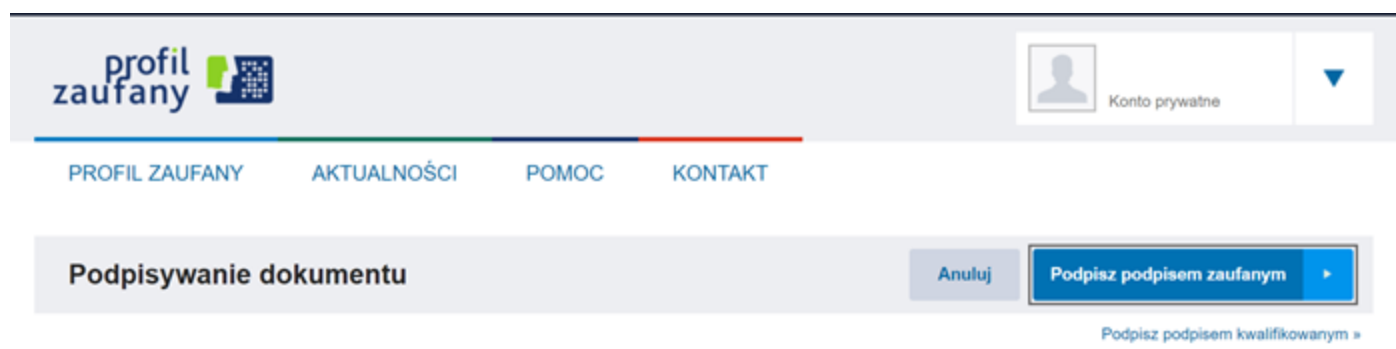 profil
zaufany
Konto prywatne
PROFIL ZAUFANY AKTUALNOŚCI POMOC KONTAKT
Podpisywanie dokumentu Anuluj Podpisz podpisem zaufanym
Podpisz podpisem kwalifikowanym »